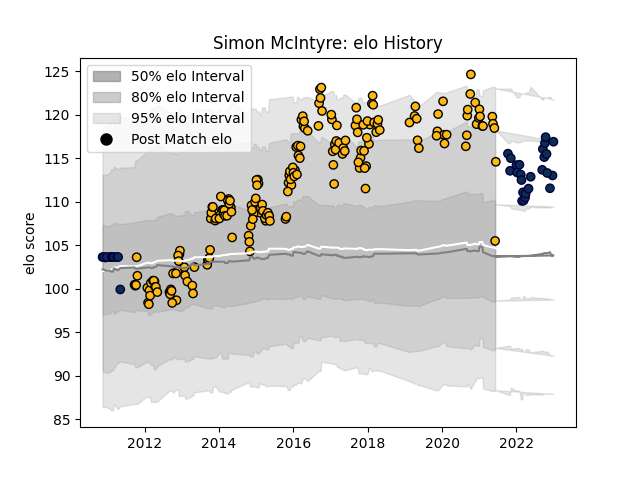 Simon McIntyre: elo History
50% elo Interval
80% elo Interval
95% elo Interval
Post Match elo
elo score
125
120
115
110
105
100
95
90
85
2012 2014 2016 2018 2020 2022